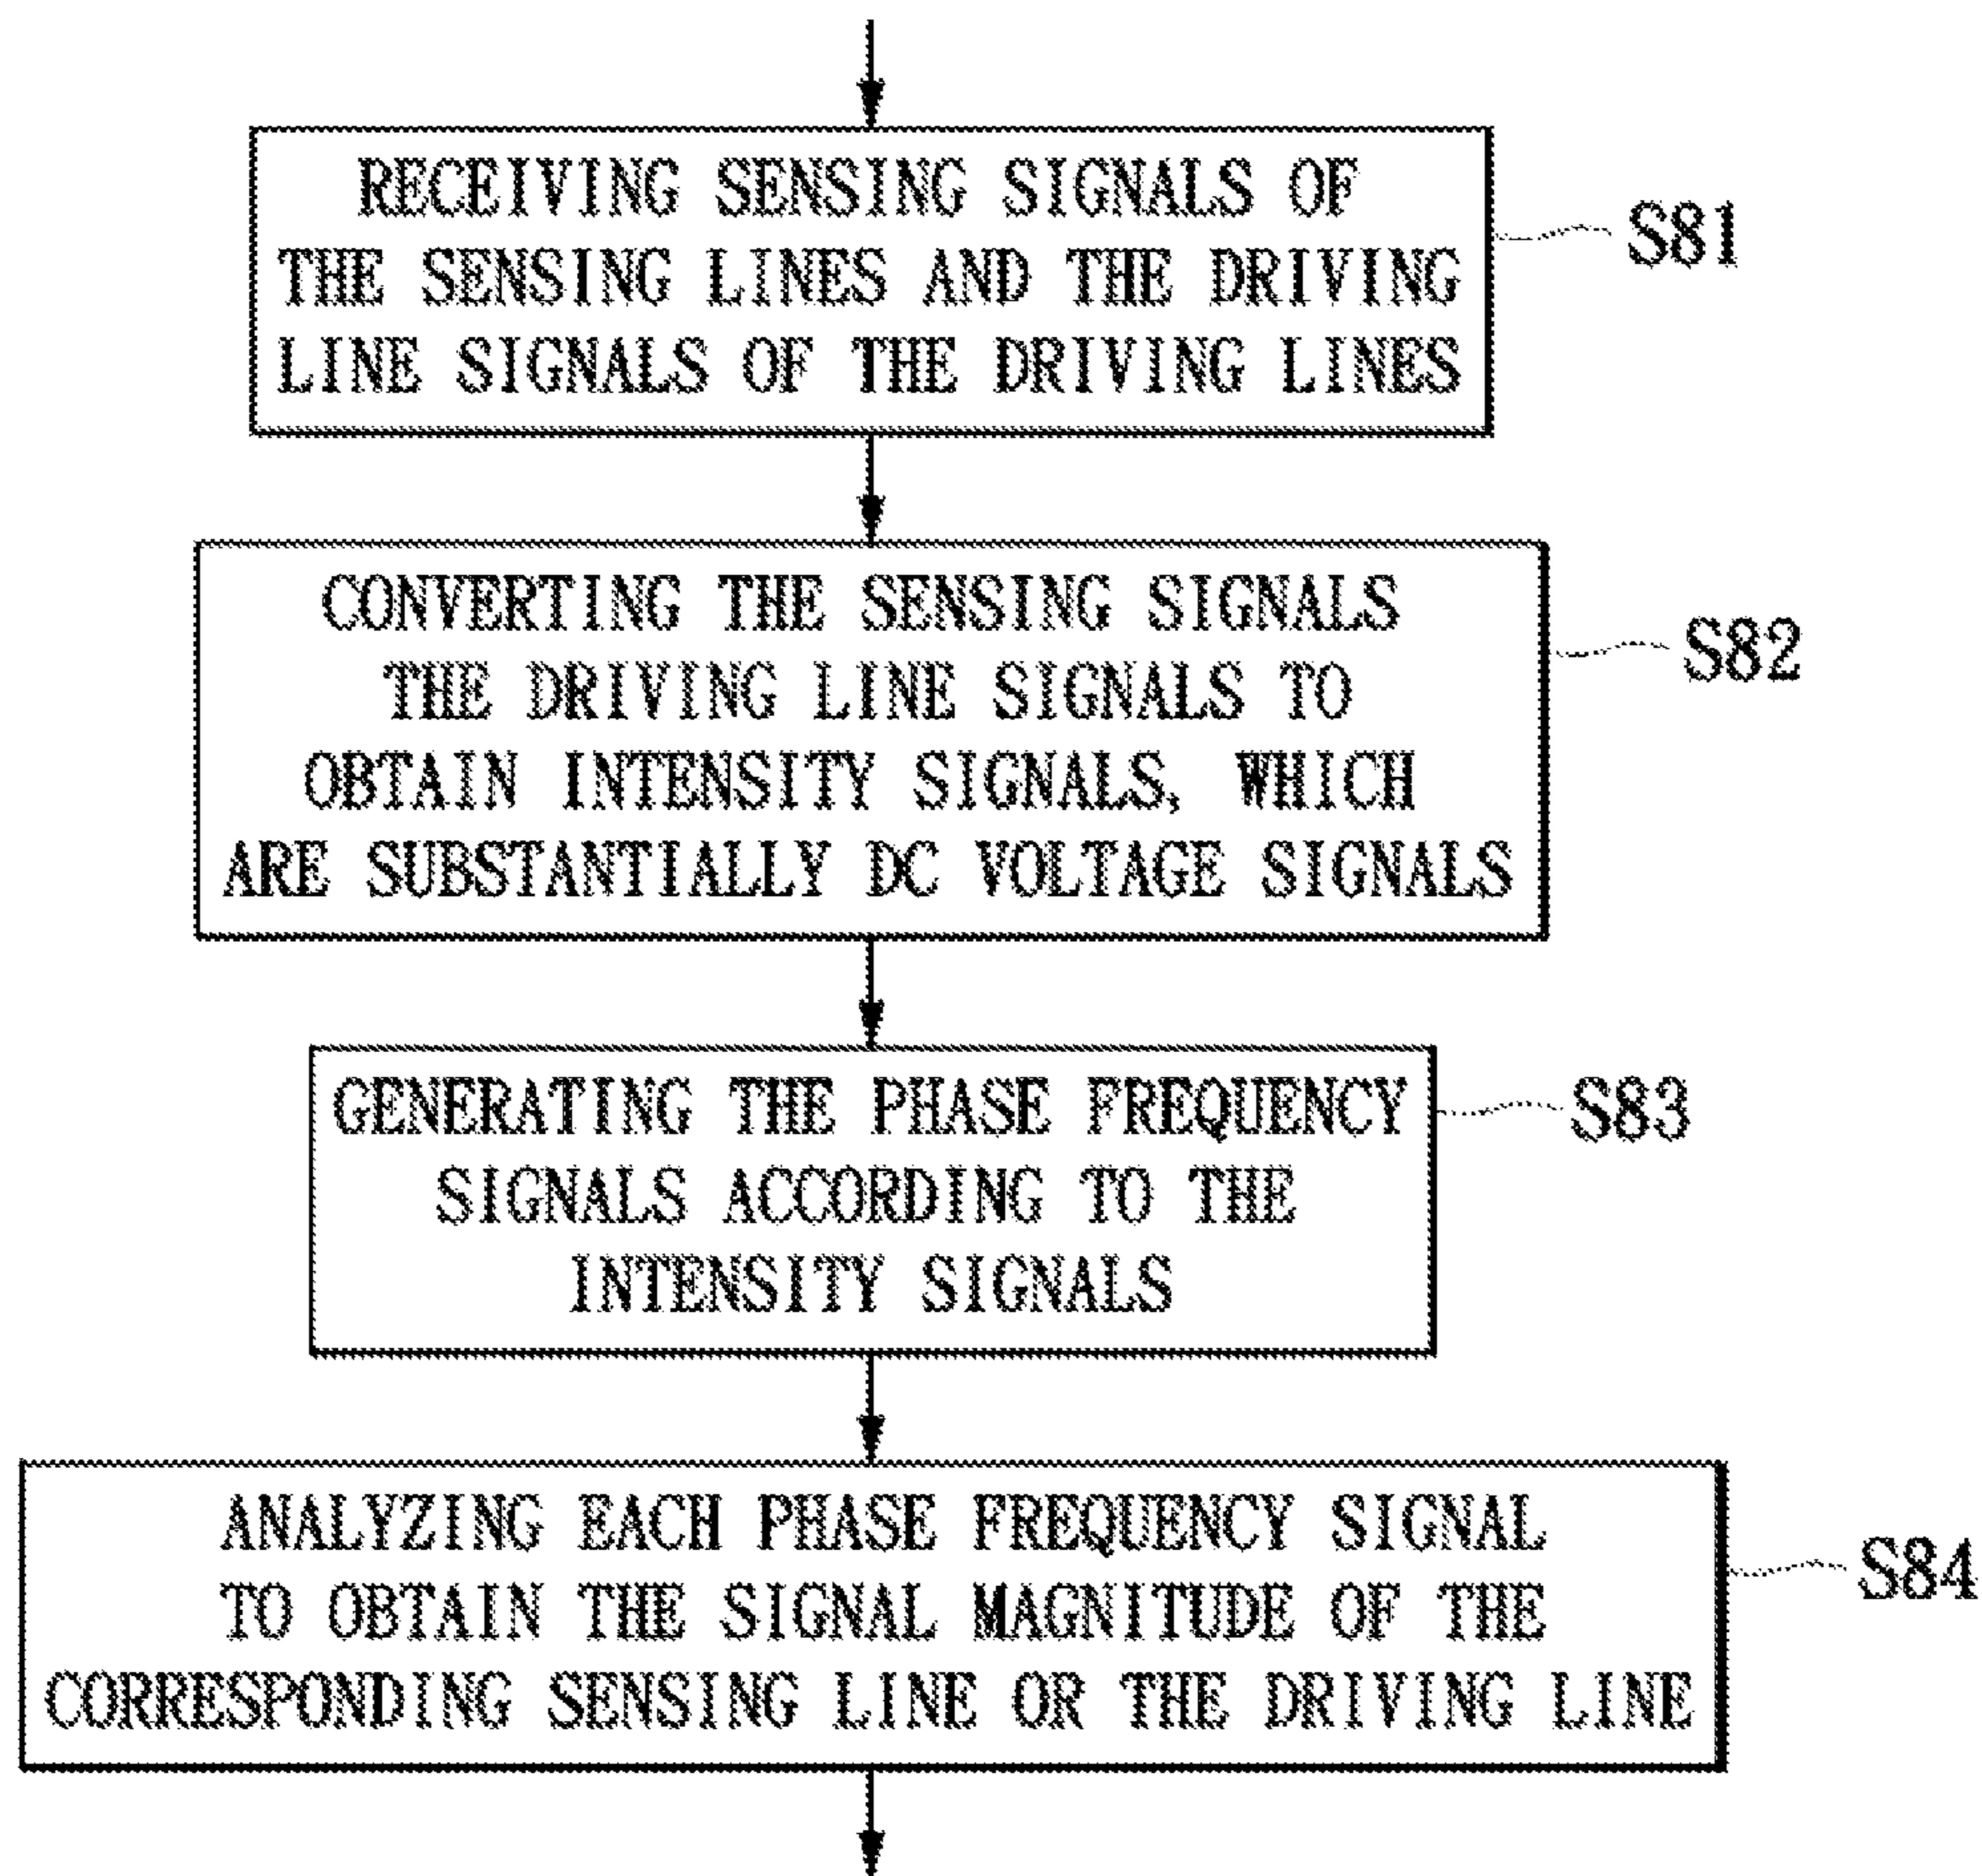 RECEIVING SENSING SIGNALS OF
THE SENSING LINES AND THE DRIVING
LINE SIGNALS OF THE DRIVING LINES
S81
CONVERTING THE SENSING SIGNALS
THE DRIVING LINE SIGNALS TO
OBTAIN INTENSITY SIGNALS, WHICH
ARE SUBSTANTIALLY DC VOLTAGE SIGNALS
S82
GENERATING THE PHASE FREQUENCY
SIGNALS ACCORDING TO THE
INTENSITY SIGNALS
S83
ANALYZING EACH PHASE FREQUENCY SIGNAL
TO OBTAIN THE SIGNAL MAGNITUDE OF THE
CORRESPONDING SENSING LINE OR THE DRIVING LINE
S84